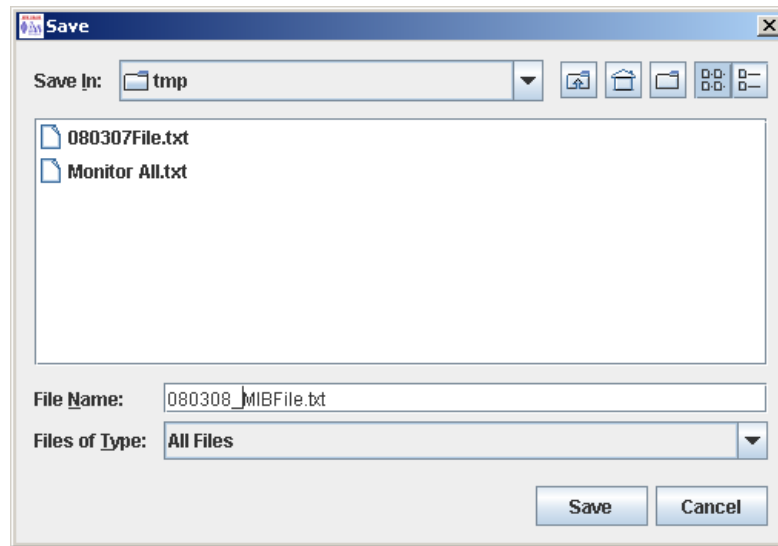 Save
Save In: tmp
080307File.txt
Monitor All.txt
File Name: 080308_MIBFile.txt
Files of Type: All Files
Save Cancel